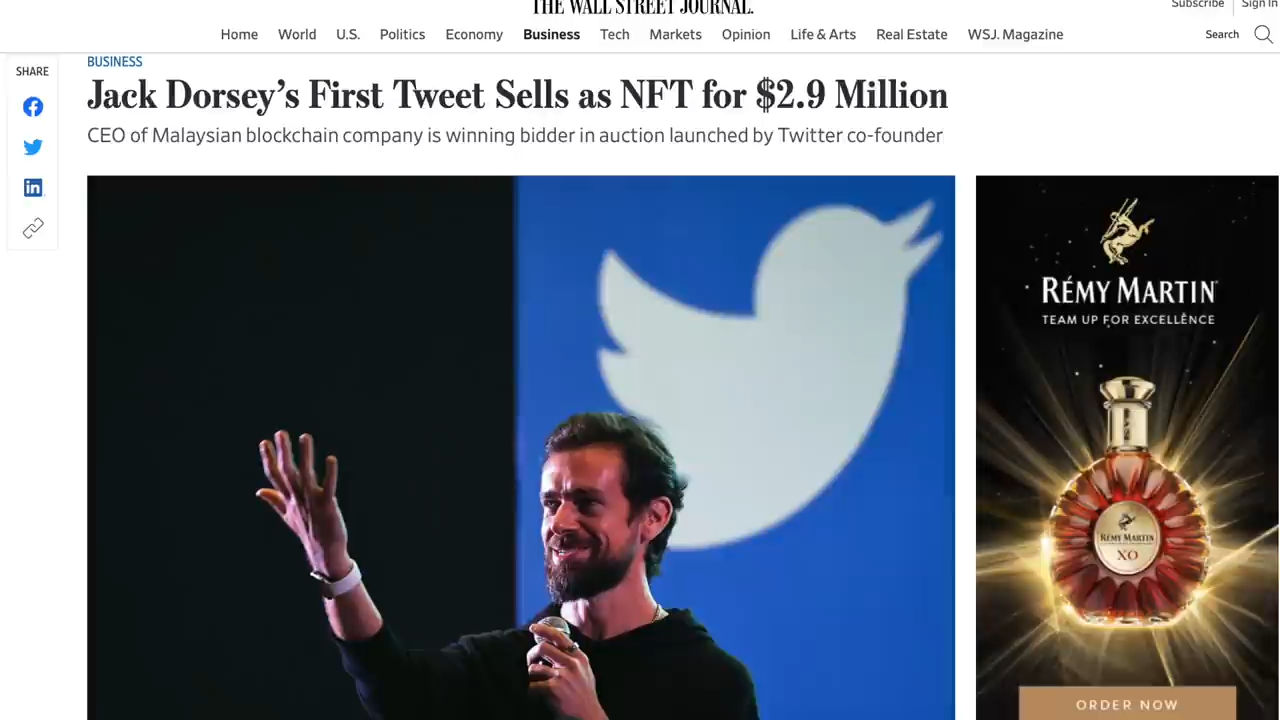 THE WALL STREET JOURNAL.
Subscribe Sign In
Home World U.S. Politics Economy Business Tech Markets Opinion Life & Arts Real Estate WSJ. Magazine Search
SHARE
BUSINESS
Jack Dorsey’s First Tweet Sells as NFT for $2.9 Million
CEO of Malaysian blockchain company is winning bidder in auction launched by Twitter co-founder
in
RÉMY MARTIN
TEAM UP FOR EXCELLENCE
RÉMY MARTIN
XO
ORDER NOW